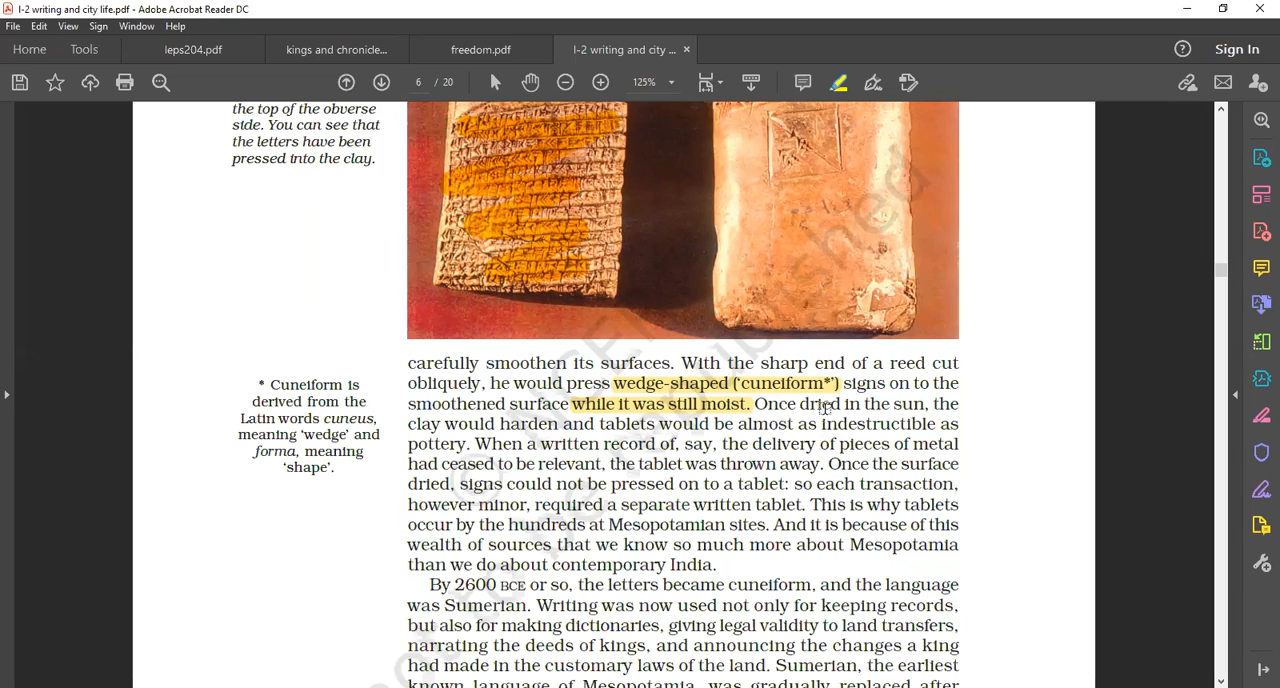 I-2 writing and city life.pdf - Adobe Acrobat Reader DC
File Edit View Sign Window Help
Home Tools leps204.pdf kings and chronicle... freedom.pdf I-2 writing and city ... × Sign In
6 / 20 125%
the top of the obverse
side. You can see that
the letters have been
pressed into the clay.
carefully smoothen its surfaces. With the sharp end of a reed cut
obliquely, he would press wedge-shaped (‘cuneiform*’) signs on to the
smoothened surface while it was still moist. Once dried in the sun, the
clay would harden and tablets would be almost as indestructible as
pottery. When a written record of, say, the delivery of pieces of metal
had ceased to be relevant, the tablet was thrown away. Once the surface
dried, signs could not be pressed on to a tablet: so each transaction,
however minor, required a separate written tablet. This is why tablets
occur by the hundreds at Mesopotamian sites. And it is because of this
wealth of sources that we know so much more about Mesopotamia
than we do about contemporary India.
* Cuneiform is
derived from the
Latin words cuneus,
meaning ‘wedge’ and
forma, meaning
‘shape’.
By 2600 BCE or so, the letters became cuneiform, and the language
was Sumerian. Writing was now used not only for keeping records,
but also for making dictionaries, giving legal validity to land transfers,
narrating the deeds of kings, and announcing the changes a king
had made in the customary laws of the land. Sumerian, the earliest
known language of Mesopotamia, was gradually replaced after
© NCERT
not to be republished